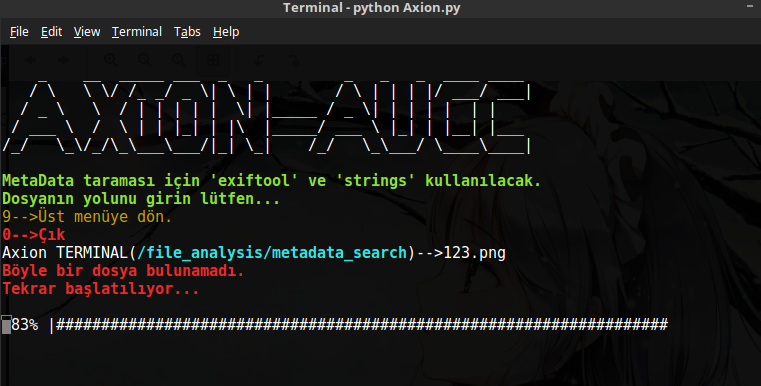 Terminal - python Axion.py
File Edit View Terminal Tabs Help
MetaData taraması için 'exiftool' ve 'strings' kullanılacak.
Dosyanın yolunu girin lütfen...
9-->Üst menüye dön.
0-->Çık
Axion TERMINAL(/file_analysis/metadata_search)-->123.png
Böyle bir dosya bulunamadı.
Tekrar başlatılıyor...
83% |####################################################################